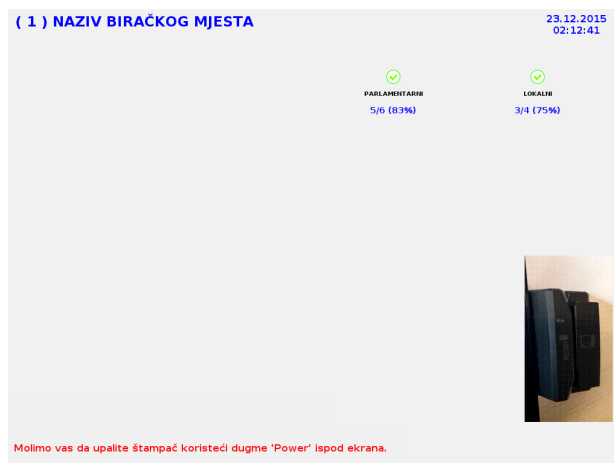 ( 1 ) NAZIV BIRAČKOG MJESTA
23.12.2015
02:12:41
PARLAMENTARNI
LOKALNI
5/6 (83%)
3/4 (75%)
Molimo vas da upalite štampač koristeći dugme 'Power' ispod ekrana.